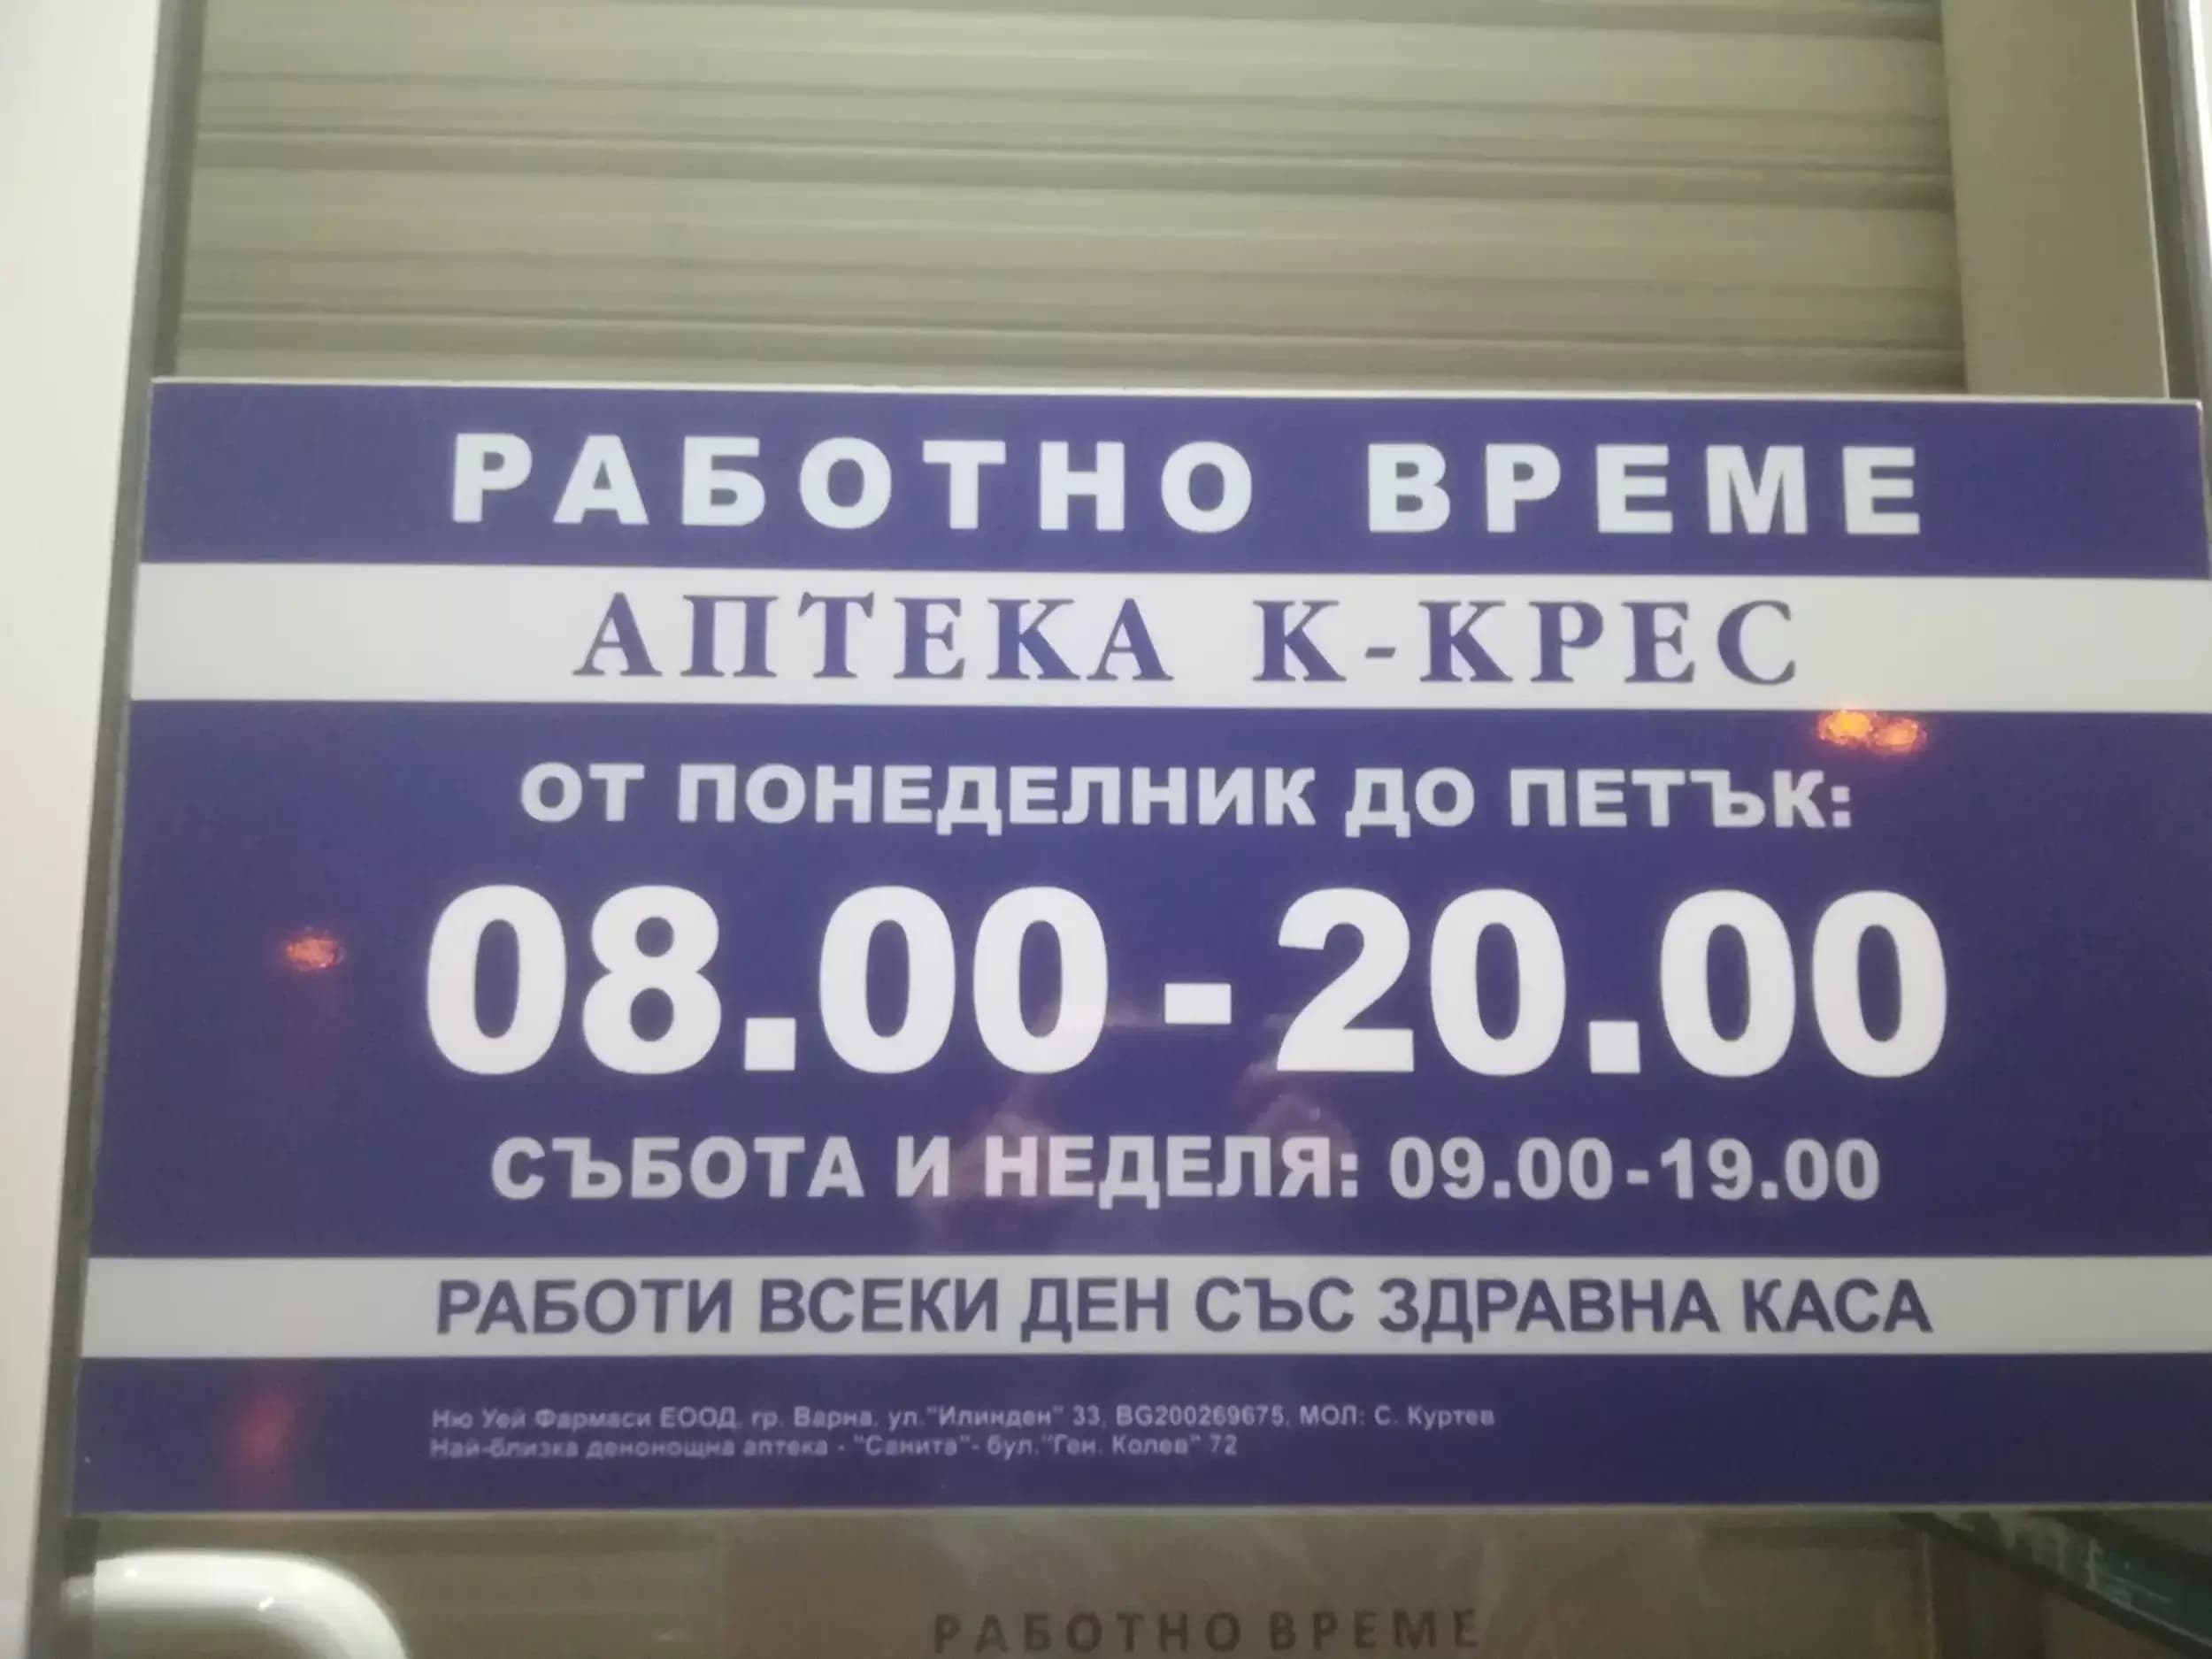 РАБОТНО ВРЕМЕ
АПТЕКА К-КРЕС
ОТ ПОНЕДЕЛНИК ДО ПЕТЪК:
08.00-20.00
СЪБОТА И НЕДЕЛЯ: 09.00-19.00
РАБОТИ ВСЕКИ ДЕН СЪС ЗДРАВНА КАСА
Ню Уей Фармаси ЕООД, гр. Варна, ул."Илинден" 33, BG200269675, МОЛ: С. Куртев
Най-близка денонощна аптека - "Санита"- бул."Ген. Колев" 72
РАБОТНО ВРЕМЕ